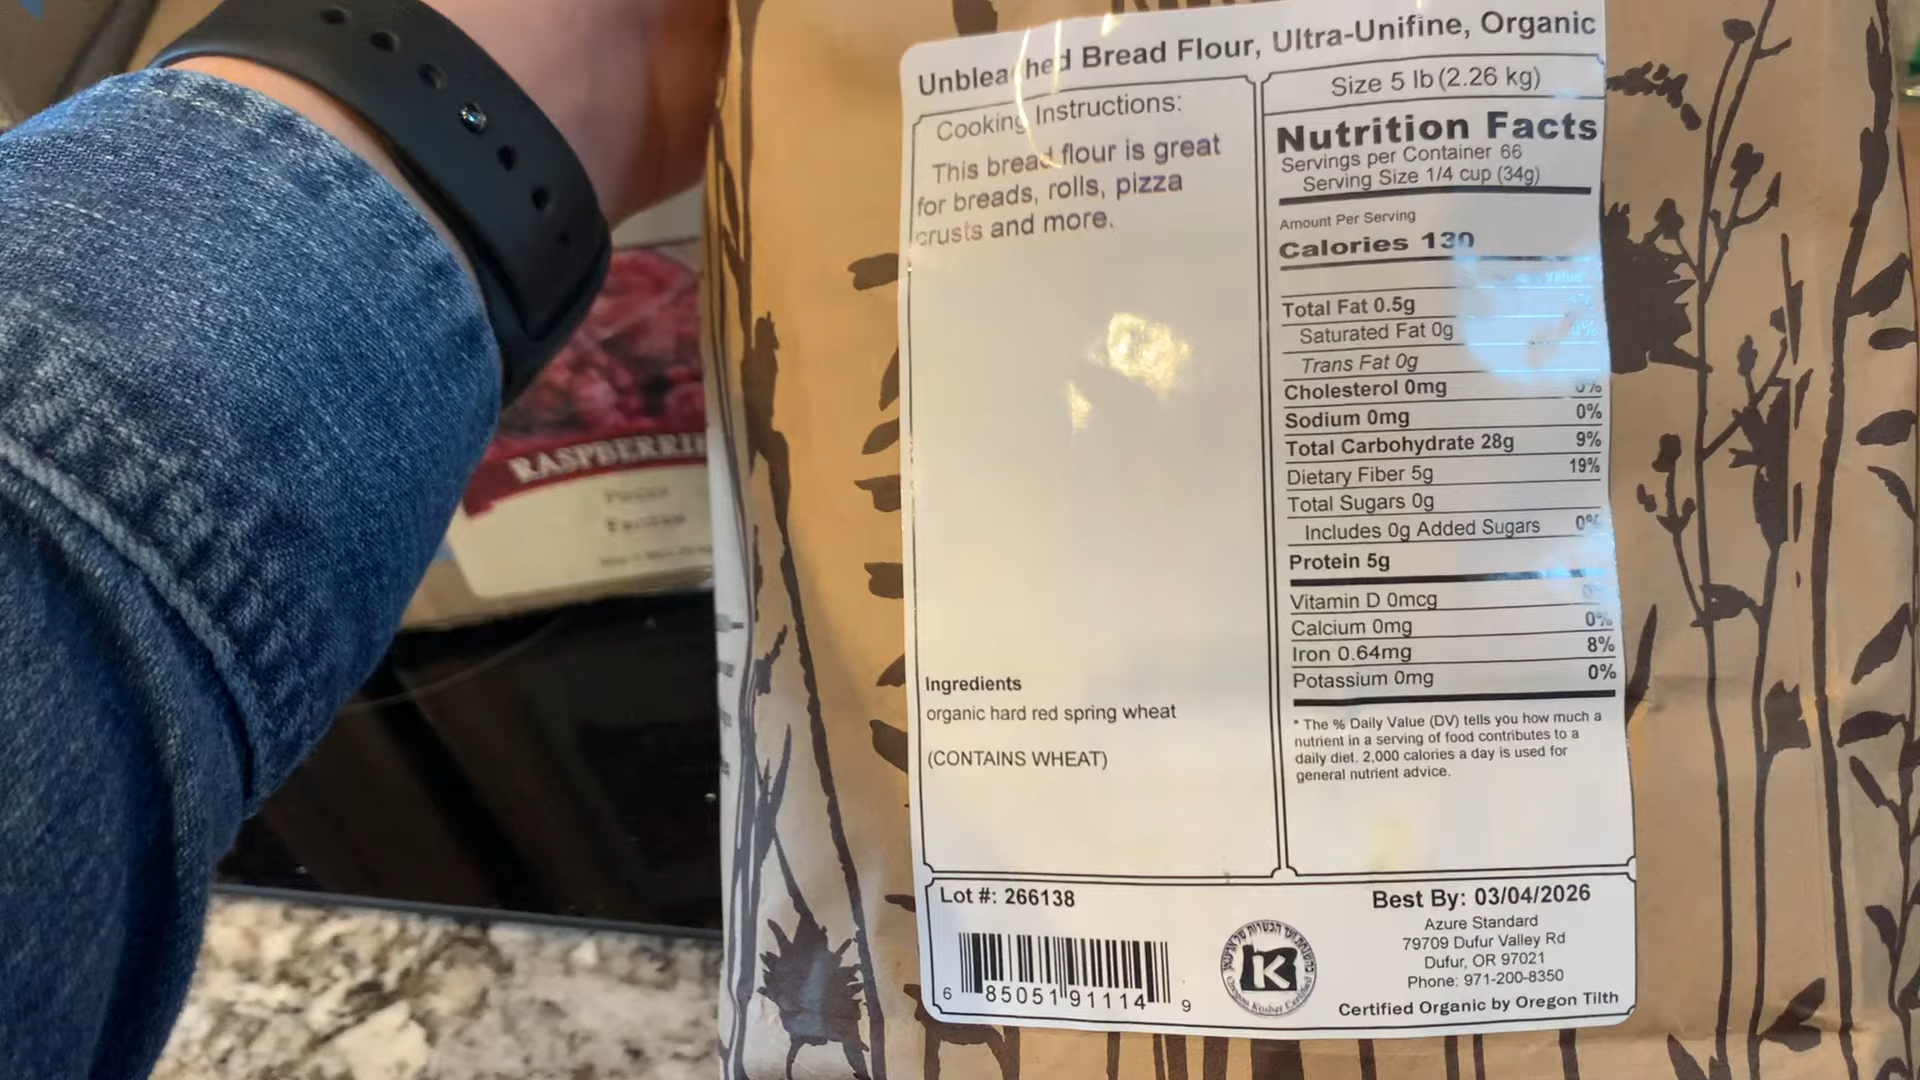 Unbleached Bread Flour, Ultra-Unifine, Organic
Cooking Instructions:
This bread flour is great
for breads, rolls, pizza
crusts and more.
Ingredients
organic hard red spring wheat
(CONTAINS WHEAT)
Size 5 lb (2.26 kg)
Nutrition Facts
Servings per Container 66
Serving Size 1/4 cup (34g)
Amount Per Serving
Calories 130
Value
Total Fat 0.5g
Saturated Fat 0g 0%
Trans Fat 0g
Cholesterol 0mg 0%
Sodium 0mg 0%
Total Carbohydrate 28g 9%
Dietary Fiber 5g 19%
Total Sugars 0g
Includes 0g Added Sugars 0%
Protein 5g
Vitamin D 0mcg 0%
Calcium 0mg 0%
Iron 0.64mg 8%
Potassium 0mg 0%
* The % Daily Value (DV) tells you how much a
nutrient in a serving of food contributes to a
daily diet. 2,000 calories a day is used for
general nutrient advice.
Lot #: 266138
6 85051 91114 9
K
Oregon Kosher Certified
Best By: 03/04/2026
Azure Standard
79709 Dufur Valley Rd
Dufur, OR 97021
Phone: 971-200-8350
Certified Organic by Oregon Tilth
FROZEN